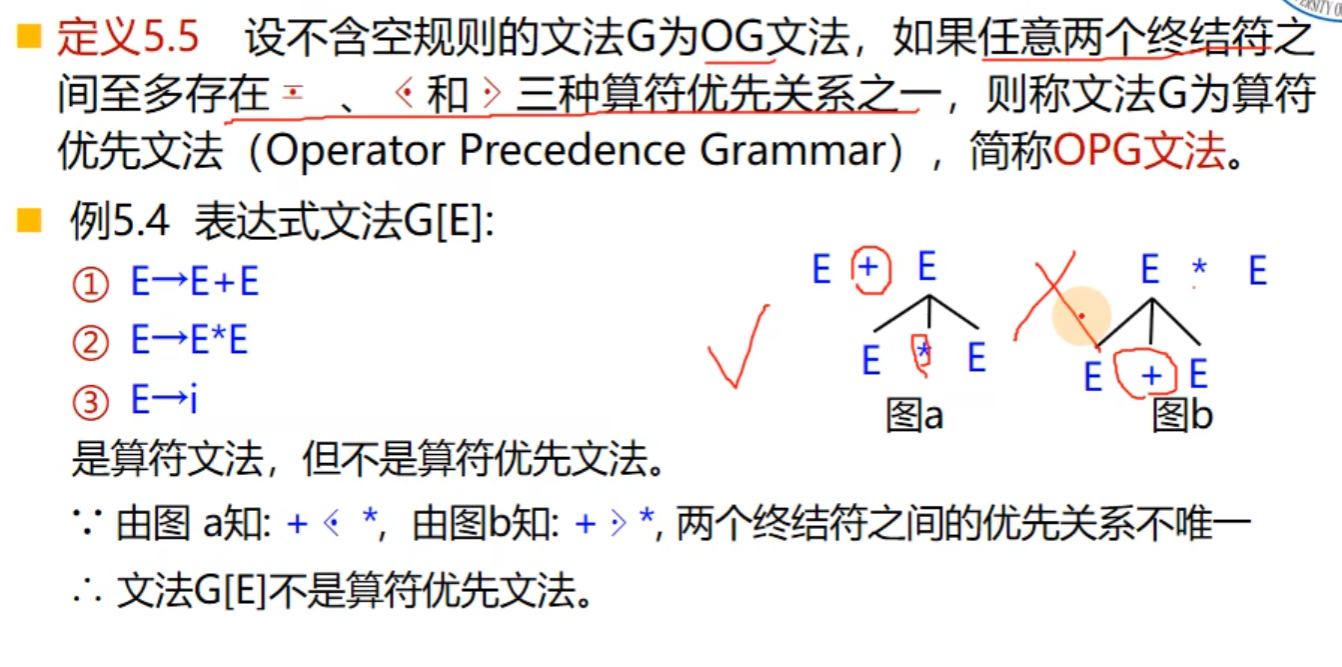 定义5.5 设不含空规则的文法G为OG文法，如果任意两个终结符之
间至多存在 ≖ 、⋖ 和 ⋗ 三种算符优先关系之一，则称文法G为算符
优先文法（Operator Precedence Grammar），简称OPG文法。
例5.4 表达式文法G[E]:
① E→E+E
② E→E*E
③ E→i
E + E
E * E
图a
E * E
E + E
图b
是算符文法，但不是算符优先文法。
∵ 由图 a知: + ⋖ *, 由图b知: + ⋗ *, 两个终结符之间的优先关系不唯一
∴ 文法G[E]不是算符优先文法。